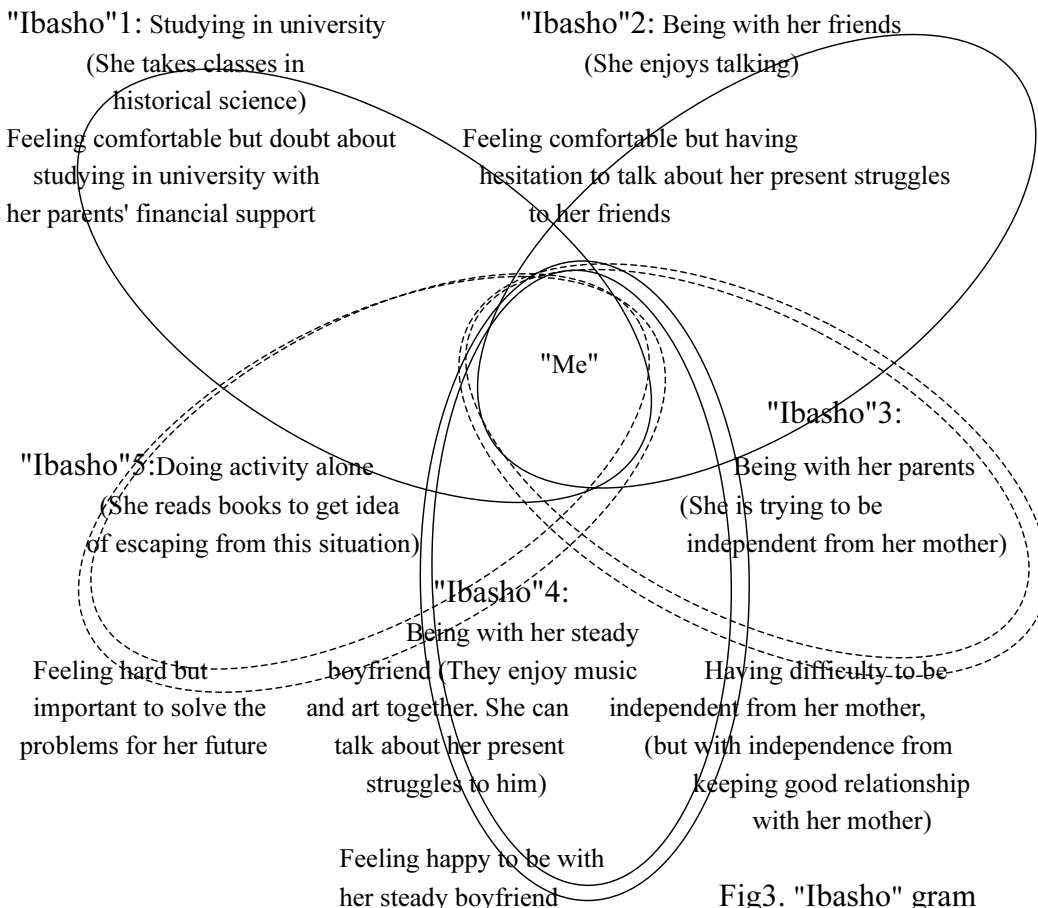 "Ibasho"1: Studying in university
(She takes classes in
historical science)
Feeling comfortable but doubt about
studying in university with
her parents' financial support
"Ibasho"2: Being with her friends
(She enjoys talking)
Feeling comfortable but having
hesitation to talk about her present struggles
to her friends
"Me"
"Ibasho"3:
Being with her parents
(She is trying to be
independent from her mother)
Having difficulty to be
independent from her mother,
(but with independence from
keeping good relationship
with her mother)
"Ibasho"5:Doing activity alone
(She reads books to get idea
of escaping from this situation)
Feeling hard but
important to solve the
problems for her future
"Ibasho"4:
Being with her steady
boyfriend (They enjoy music
and art together. She can
talk about her present
struggles to him)
Feeling happy to be with
her steady boyfriend
Fig3. "Ibasho" gram